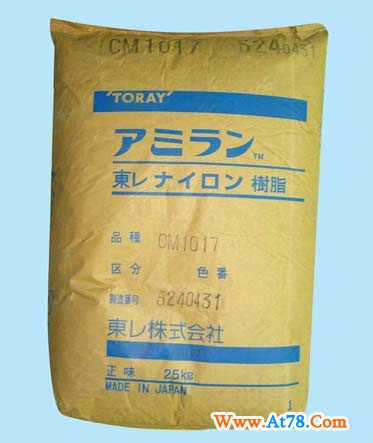 CM1017 5240431
'TORAY'
アミラン™
東レ ナイロン 樹脂
品種 CM1017
区分 色番
製造番号 5240431
東レ株式会社
正味 25kg
MADE IN JAPAN
1
Www.At78.Com